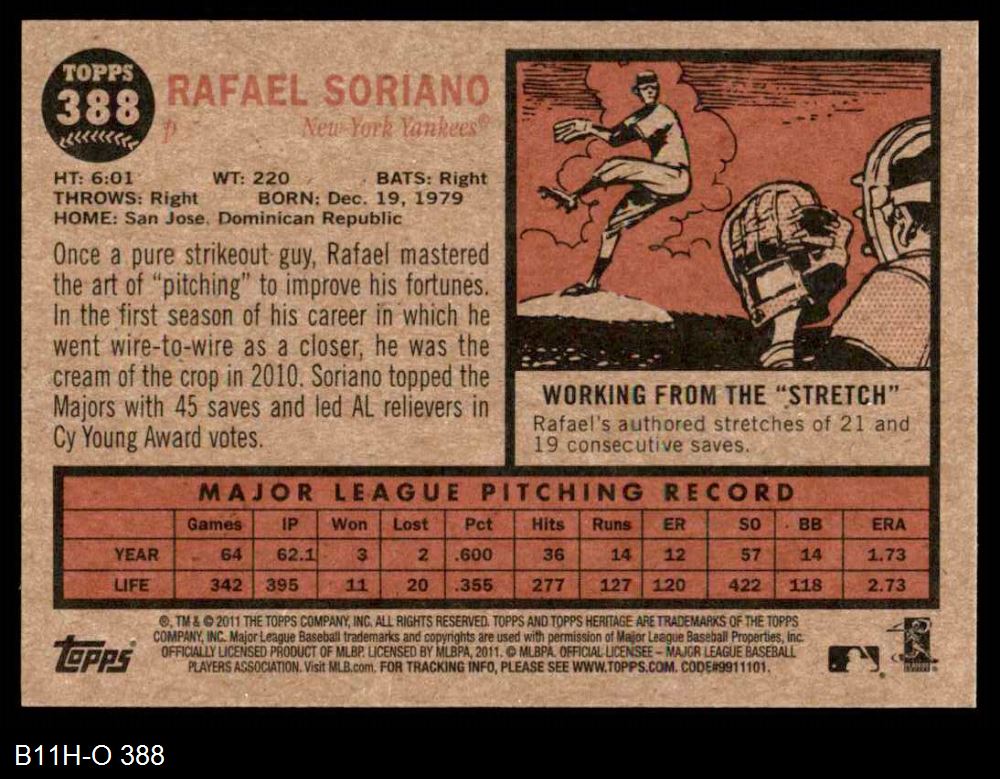 TOPPS
388
RAFAEL SORIANO
p New York Yankees®
HT: 6:01 WT: 220 BATS: Right
THROWS: Right BORN: Dec. 19, 1979
HOME: San Jose, Dominican Republic
Once a pure strikeout guy, Rafael mastered
the art of "pitching" to improve his fortunes.
In the first season of his career in which he
went wire-to-wire as a closer, he was the
cream of the crop in 2010. Soriano topped the
Majors with 45 saves and led AL relievers in
Cy Young Award votes.
WORKING FROM THE "STRETCH"
Rafael's authored stretches of 21 and
19 consecutive saves.
MAJOR LEAGUE PITCHING RECORD
Games IP Won Lost Pct Hits Runs ER SO BB ERA
YEAR 64 62.1 3 2 .600 36 14 12 57 14 1.73
LIFE 342 395 11 20 .355 277 127 120 422 118 2.73
®, TM & © 2011 THE TOPPS COMPANY, INC. ALL RIGHTS RESERVED. TOPPS AND TOPPS HERITAGE ARE TRADEMARKS OF THE TOPPS
COMPANY, INC. Major League Baseball trademarks and copyrights are used with permission of Major League Baseball Properties, Inc.
OFFICIALLY LICENSED PRODUCT OF MLBP. LICENSED BY MLBPA, 2011. © MLBPA. OFFICIAL LICENSEE – MAJOR LEAGUE BASEBALL
PLAYERS ASSOCIATION. Visit MLB.com. FOR TRACKING INFO, PLEASE SEE WWW.TOPPS.COM. CODE#9911101.
Topps
B11H-O 388